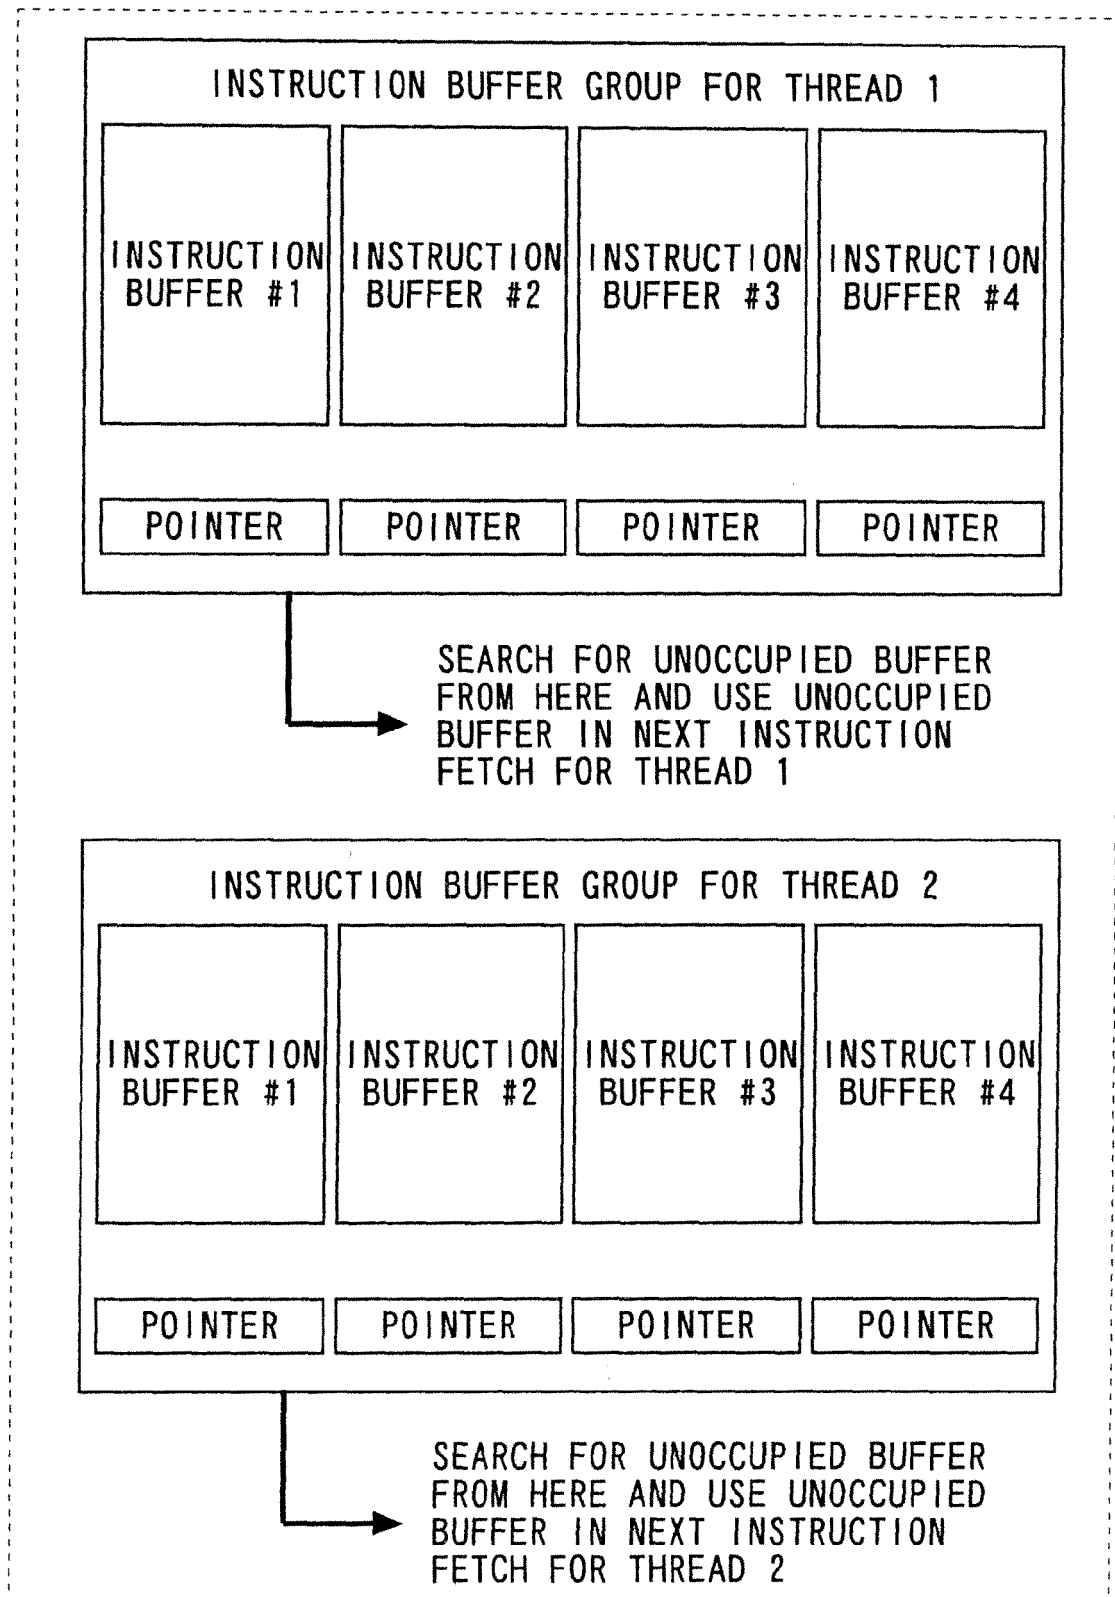 INSTRUCTION BUFFER GROUP FOR THREAD 1
INSTRUCTION INSTRUCTION INSTRUCTION INSTRUCTION
BUFFER #1 BUFFER #2 BUFFER #3 BUFFER #4
POINTER POINTER POINTER POINTER
SEARCH FOR UNOCCUPIED BUFFER
FROM HERE AND USE UNOCCUPIED
BUFFER IN NEXT INSTRUCTION
FETCH FOR THREAD 1
INSTRUCTION BUFFER GROUP FOR THREAD 2
INSTRUCTION INSTRUCTION INSTRUCTION INSTRUCTION
BUFFER #1 BUFFER #2 BUFFER #3 BUFFER #4
POINTER POINTER POINTER POINTER
SEARCH FOR UNOCCUPIED BUFFER
FROM HERE AND USE UNOCCUPIED
BUFFER IN NEXT INSTRUCTION
FETCH FOR THREAD 2